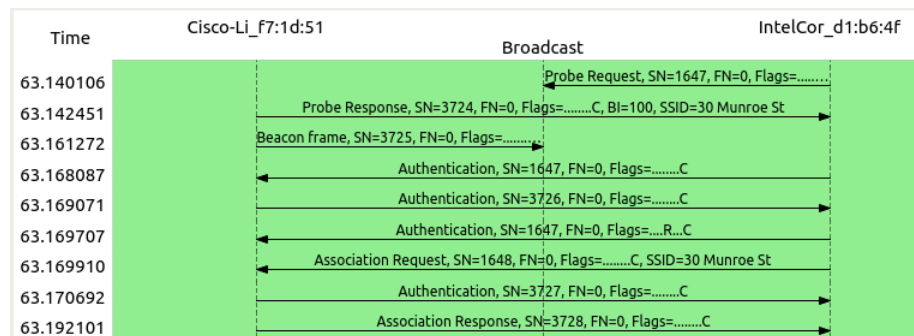 Time
Cisco-Li_f7:1d:51
IntelCor_d1:b6:4f
Broadcast
63.140106 Probe Request, SN=1647, FN=0, Flags=........…
63.142451 Probe Response, SN=3724, FN=0, Flags=........C, BI=100, SSID=30 Munroe St
63.161272 Beacon frame, SN=3725, FN=0, Flags=........…
63.168087 Authentication, SN=1647, FN=0, Flags=........C
63.169071 Authentication, SN=3726, FN=0, Flags=........C
63.169707 Authentication, SN=1647, FN=0, Flags=....R...C
63.169910 Association Request, SN=1648, FN=0, Flags=........C, SSID=30 Munroe St
63.170692 Authentication, SN=3727, FN=0, Flags=........C
63.192101 Association Response, SN=3728, FN=0, Flags=........C